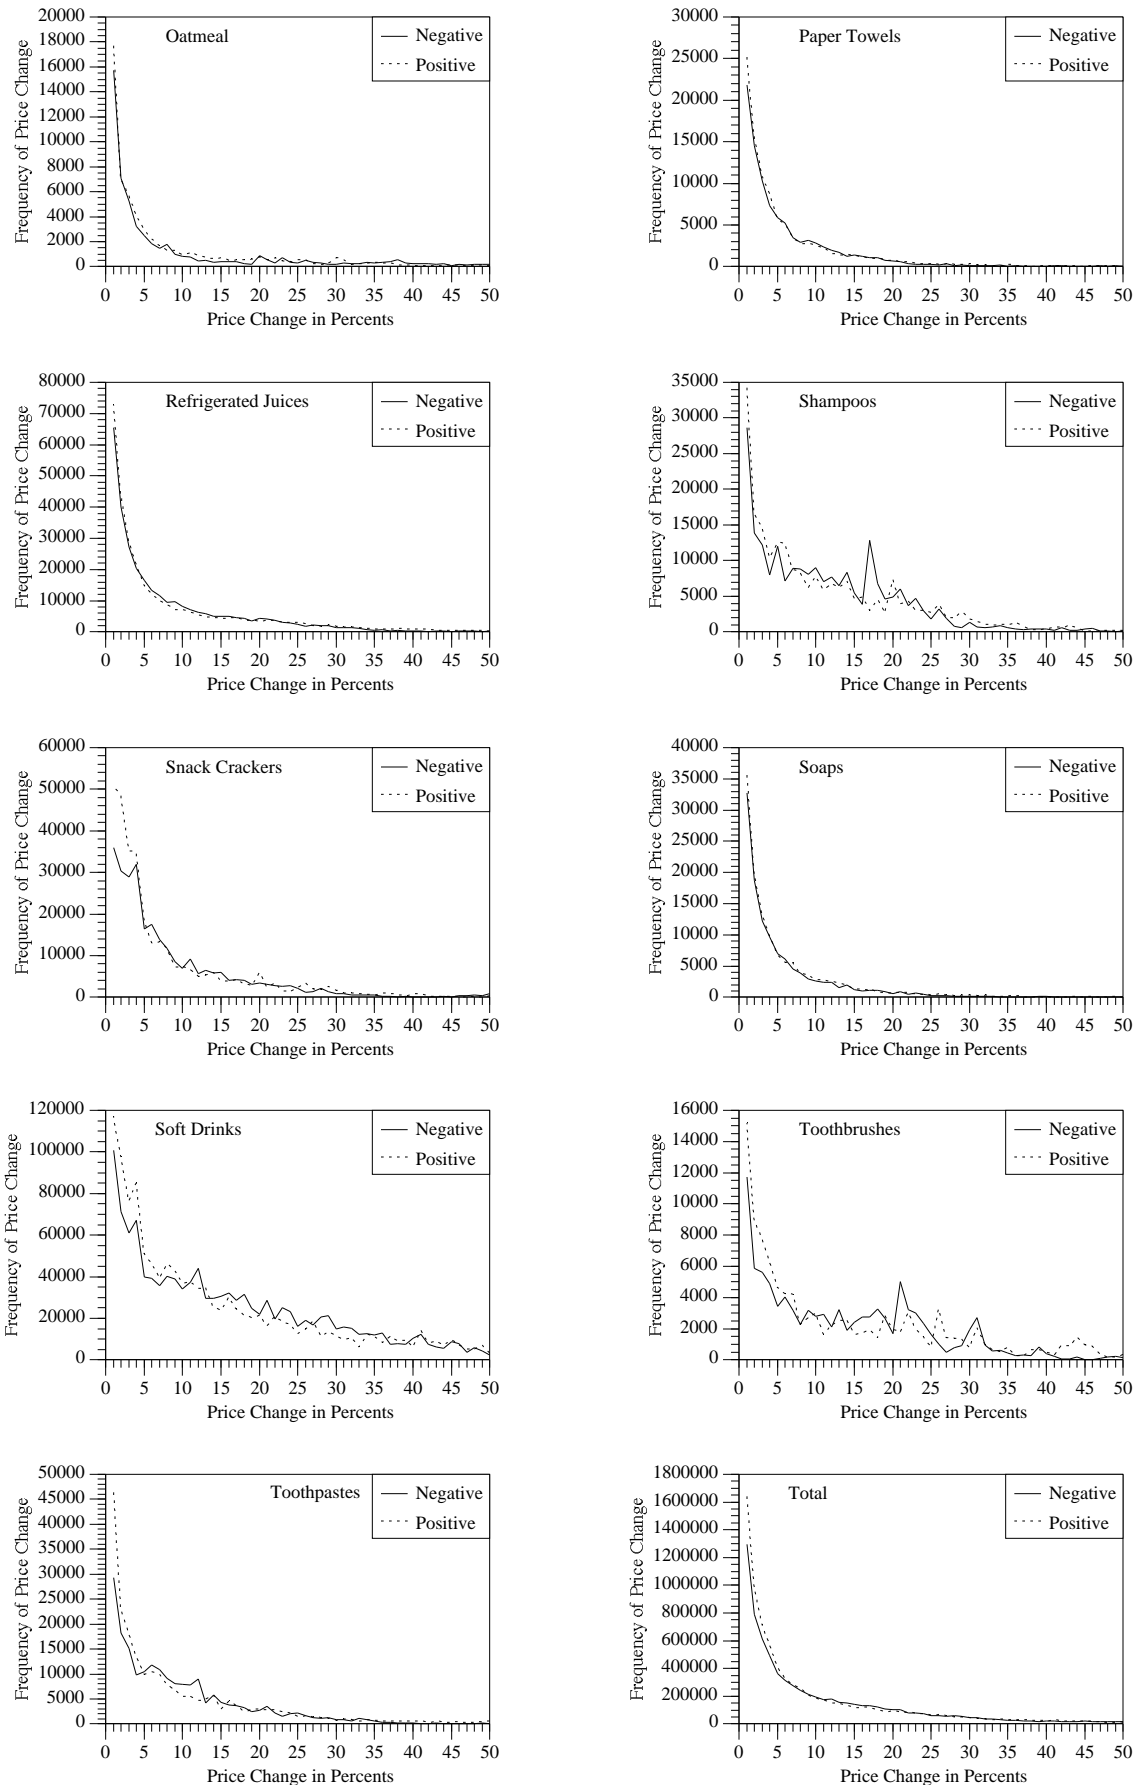 Oatmeal
Negative
Positive
Frequency of Price Change
20000
18000
16000
14000
12000
10000
8000
6000
4000
2000
0
0 5 10 15 20 25 30 35 40 45 50
Price Change in Percents
Paper Towels
Negative
Positive
Frequency of Price Change
30000
25000
20000
15000
10000
5000
0
0 5 10 15 20 25 30 35 40 45 50
Price Change in Percents
Refrigerated Juices
Negative
Positive
Frequency of Price Change
80000
70000
60000
50000
40000
30000
20000
10000
0
0 5 10 15 20 25 30 35 40 45 50
Price Change in Percents
Shampoos
Negative
Positive
Frequency of Price Change
35000
30000
25000
20000
15000
10000
5000
0
0 5 10 15 20 25 30 35 40 45 50
Price Change in Percents
Snack Crackers
Negative
Positive
Frequency of Price Change
60000
50000
40000
30000
20000
10000
0
0 5 10 15 20 25 30 35 40 45 50
Price Change in Percents
Soaps
Negative
Positive
Frequency of Price Change
40000
35000
30000
25000
20000
15000
10000
5000
0
0 5 10 15 20 25 30 35 40 45 50
Price Change in Percents
Soft Drinks
Negative
Positive
Frequency of Price Change
120000
100000
80000
60000
40000
20000
0
0 5 10 15 20 25 30 35 40 45 50
Price Change in Percents
Toothbrushes
Negative
Positive
Frequency of Price Change
16000
14000
12000
10000
8000
6000
4000
2000
0
0 5 10 15 20 25 30 35 40 45 50
Price Change in Percents
Toothpastes
Negative
Positive
Frequency of Price Change
50000
45000
40000
35000
30000
25000
20000
15000
10000
5000
0
0 5 10 15 20 25 30 35 40 45 50
Price Change in Percents
Total
Negative
Positive
Frequency of Price Change
1800000
1600000
1400000
1200000
1000000
800000
600000
400000
200000
0
0 5 10 15 20 25 30 35 40 45 50
Price Change in Percents